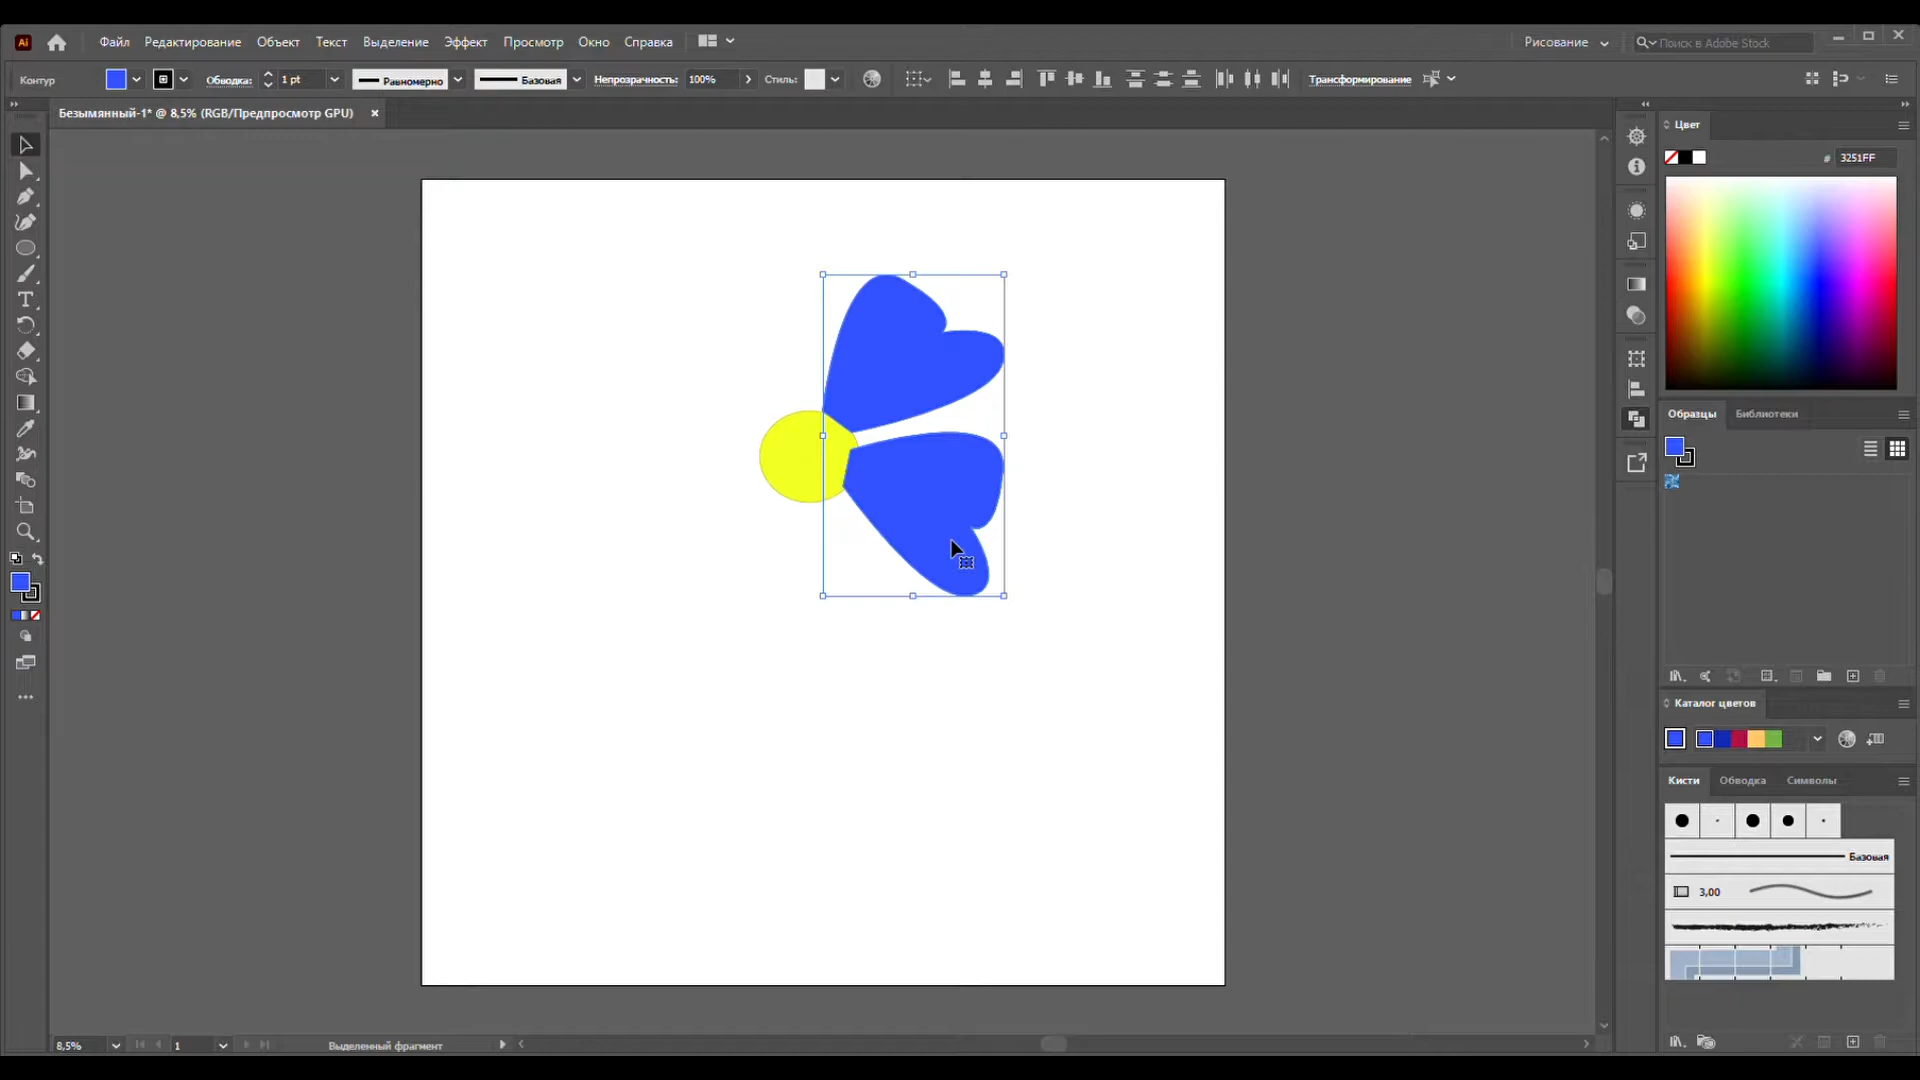 Ai Файл Редактирование Объект Текст Выделение Эффект Просмотр Окно Справка Рисование Поиск в Adobe Stock
Контур Обводка: 1 pt Равномерно Базовая Непрозрачность: 100% Стиль: Трансформирование
Безымянный-1* @ 8,5% (RGB/Предпросмотр GPU)
Цвет
# 3251FF
Образцы Библиотеки
Каталог цветов
Кисти Обводка Символы
Базовая
3,00
8,5% 1 Выделенный фрагмент